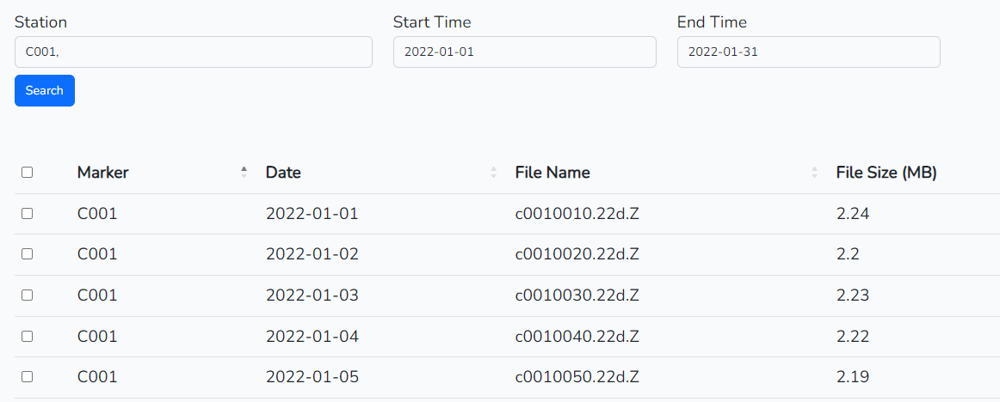 Station Start Time End Time
C001, 2022-01-01 2022-01-31
Search
Marker Date File Name File Size (MB)
C001 2022-01-01 c0010010.22d.Z 2.24
C001 2022-01-02 c0010020.22d.Z 2.2
C001 2022-01-03 c0010030.22d.Z 2.23
C001 2022-01-04 c0010040.22d.Z 2.22
C001 2022-01-05 c0010050.22d.Z 2.19